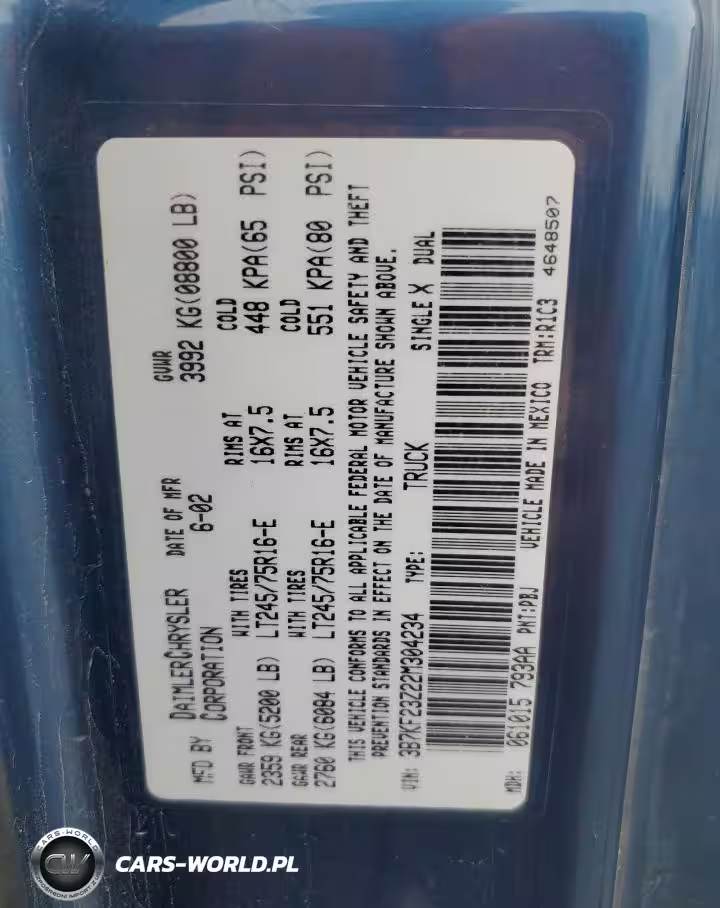 MFD BY DAIMLERCHRYSLER CORPORATION DATE OF MFR 6-02 GVWR 3992 KG(08800 LB)
GAWR FRONT WITH TIRES RIMS AT COLD
2359 KG(5200 LB) LT245/75R16-E 16X7.5 448 KPA(65 PSI)
GAWR REAR WITH TIRES RIMS AT COLD
2760 KG(6084 LB) LT245/75R16-E 16X7.5 551 KPA(80 PSI)
THIS VEHICLE CONFORMS TO ALL APPLICABLE FEDERAL MOTOR VEHICLE SAFETY AND THEFT
PREVENTION STANDARDS IN EFFECT ON THE DATE OF MANUFACTURE SHOWN ABOVE.
VIN: 3B7KF23Z22M304234 TYPE: TRUCK SINGLE X DUAL
MDH: 061015 793AA PNT:PBJ VEHICLE MADE IN MEXICO TRM:R1C3 4648507
CARS-WORLD
CW
CARS-WORLD.PL